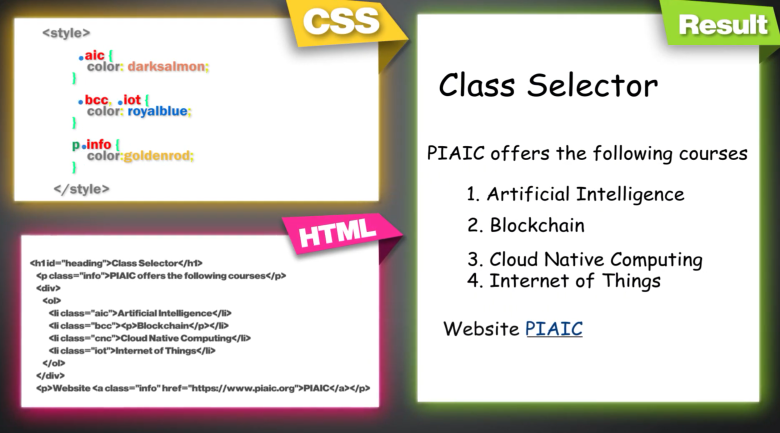 CSS
<style>
.aic {
color: darksalmon;
}
.bcc, .iot {
color: royalblue;
}
p.info {
color:goldenrod;
}
</style>
HTML
<h1 id="heading">Class Selector</h1>
<p class="info">PIAIC offers the following courses</p>
<div>
<ol>
<li class="aic">Artificial Intelligence</li>
<li class="bcc"><p>Blockchain</p></li>
<li class="cnc">Cloud Native Computing</li>
<li class="iot">Internet of Things</li>
</ol>
</div>
<p>Website <a class="info" href="https://www.piaic.org">PIAIC</a></p>
Result
Class Selector
PIAIC offers the following courses
1. Artificial Intelligence
2. Blockchain
3. Cloud Native Computing
4. Internet of Things
Website PIAIC